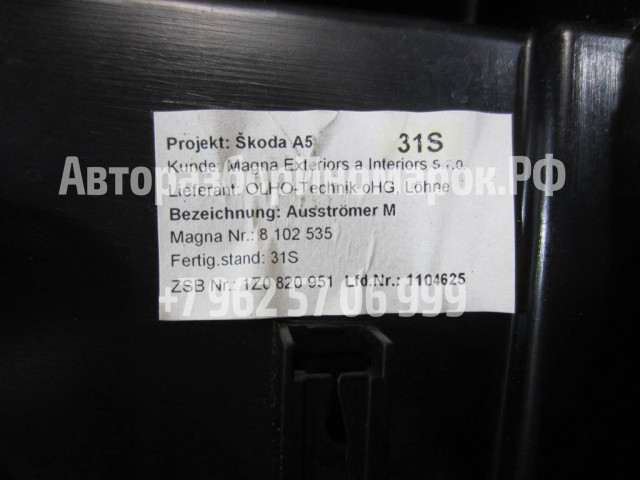 Projekt: Škoda A5 31S
Kunde: Magna Exteriors a Interiors s.r.o.
Lieferant: OLHO-Technik oHG, Löhne
Bezeichnung: Ausströmer M
Magna Nr.: 8 102 535
Fertig.stand: 31S
ZSB Nr.: 1Z0 820 951 Lfd.Nr.: 1104625
АвторазборИномарок.РФ
+7 962 57 06 999